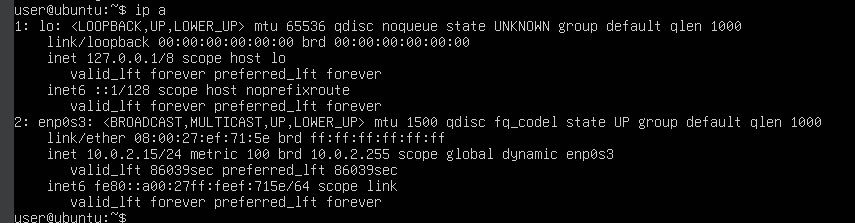 user@ubuntu:~$ ip a
1: lo: <LOOPBACK,UP,LOWER_UP> mtu 65536 qdisc noqueue state UNKNOWN group default qlen 1000
    link/loopback 00:00:00:00:00:00 brd 00:00:00:00:00:00
    inet 127.0.0.1/8 scope host lo
       valid_lft forever preferred_lft forever
    inet6 ::1/128 scope host noprefixroute
       valid_lft forever preferred_lft forever
2: enp0s3: <BROADCAST,MULTICAST,UP,LOWER_UP> mtu 1500 qdisc fq_codel state UP group default qlen 1000
    link/ether 08:00:27:ef:71:5e brd ff:ff:ff:ff:ff:ff
    inet 10.0.2.15/24 metric 100 brd 10.0.2.255 scope global dynamic enp0s3
       valid_lft 86039sec preferred_lft 86039sec
    inet6 fe80::a00:27ff:feef:715e/64 scope link
       valid_lft forever preferred_lft forever
user@ubuntu:~$